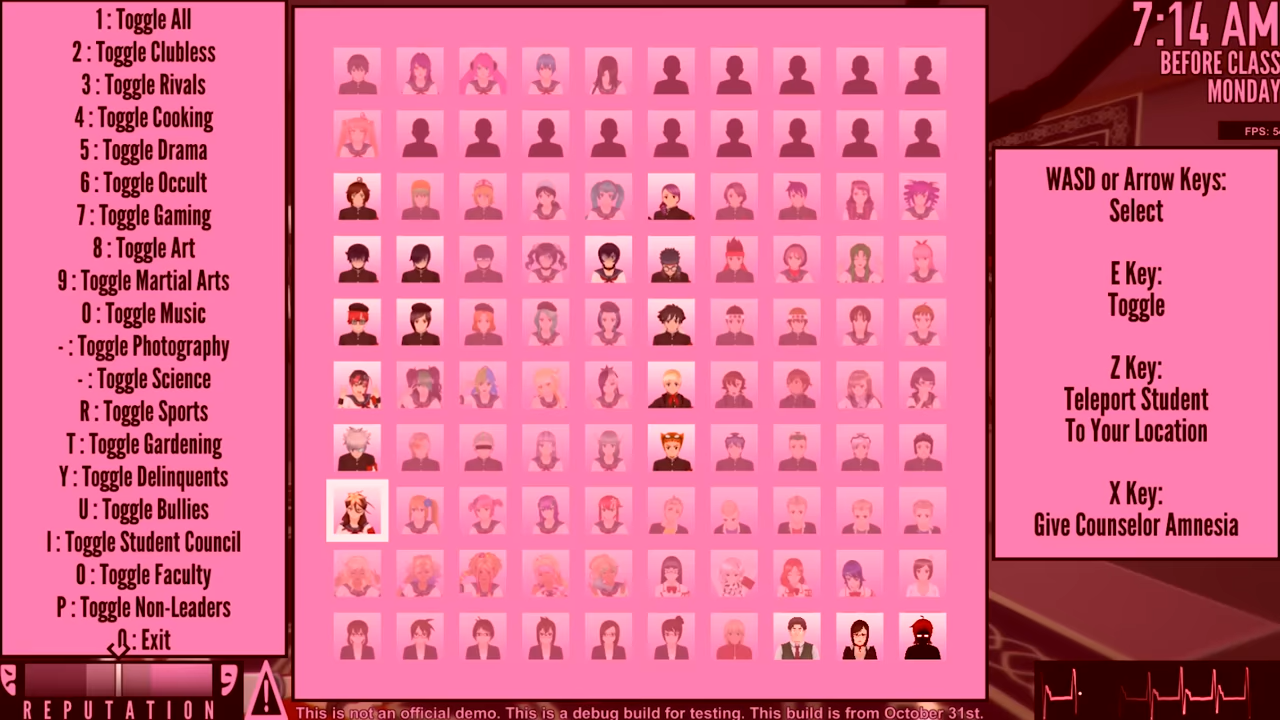 1 : Toggle All
2 : Toggle Clubless
3 : Toggle Rivals
4 : Toggle Cooking
5 : Toggle Drama
6 : Toggle Occult
7 : Toggle Gaming
8 : Toggle Art
9 : Toggle Martial Arts
0 : Toggle Music
- : Toggle Photography
- : Toggle Science
R : Toggle Sports
T : Toggle Gardening
Y : Toggle Delinquents
U : Toggle Bullies
I : Toggle Student Council
O : Toggle Faculty
P : Toggle Non-Leaders
Q : Exit
REPUTATION
This is not an official demo. This is a debug build for testing. This build is from October 31st.
7:14 AM
BEFORE CLASS
MONDAY
FPS: 5
WASD or Arrow Keys:
Select
E Key:
Toggle
Z Key:
Teleport Student
To Your Location
X Key:
Give Counselor Amnesia